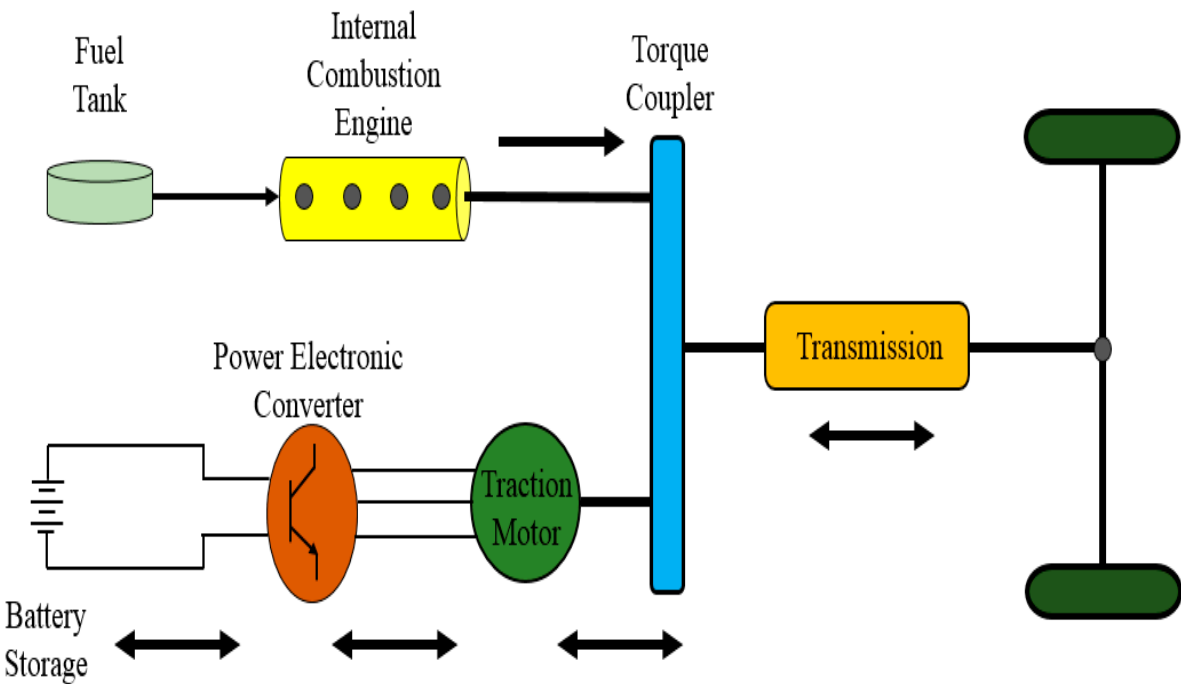 Fuel
Tank
Internal
Combustion
Engine
Torque
Coupler
Transmission
Power Electronic
Converter
Traction
Motor
Battery
Storage